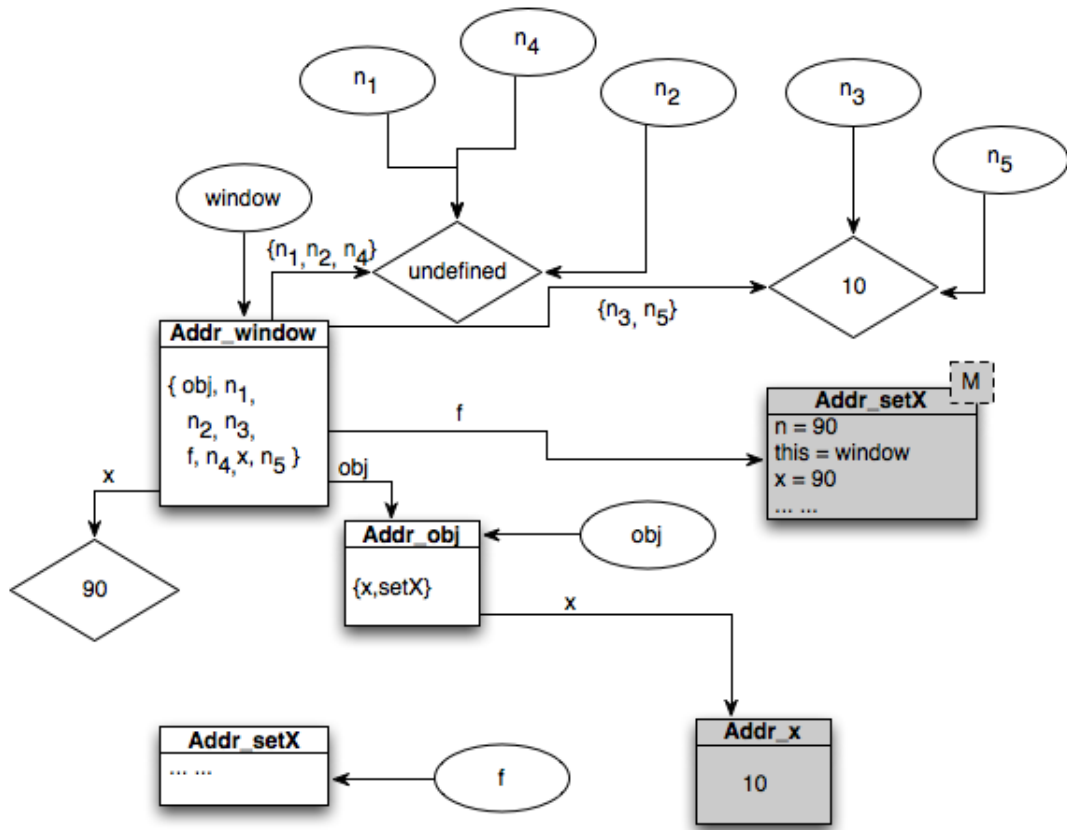 n4
n1
n2
n3
n5
window
{n1,n2, n4}
undefined
10
{n3, n5}
Addr_window
{ obj, n1,
n2, n3,
f, n4,x, n5 }
M
Addr_setX
n = 90
this = window
x = 90
... ...
f
obj
x
90
Addr_obj
{x,setX}
obj
x
Addr_setX
... ...
f
Addr_x
10